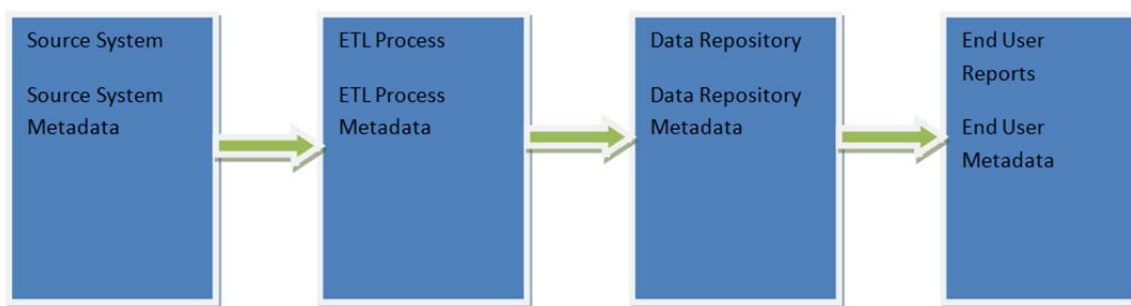 Source System
Source System
Metadata
ETL Process
ETL Process
Metadata
Data Repository
Data Repository
Metadata
End User
Reports
End User
Metadata